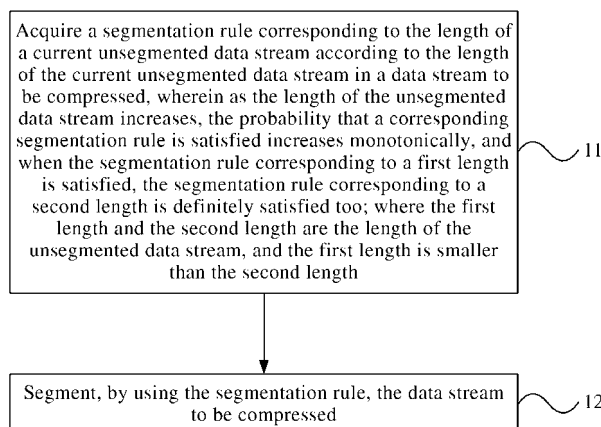 Acquire a segmentation rule corresponding to the length of
a current unsegmented data stream according to the length
of the current unsegmented data stream in a data stream to
be compressed, wherein as the length of the unsegmented
data stream increases, the probability that a corresponding
segmentation rule is satisfied increases monotonically, and
when the segmentation rule corresponding to a first length
is satisfied, the segmentation rule corresponding to a
second length is definitely satisfied too; where the first
length and the second length are the length of the
unsegmented data stream, and the first length is smaller
than the second length
11
Segment, by using the segmentation rule, the data stream
to be compressed
12